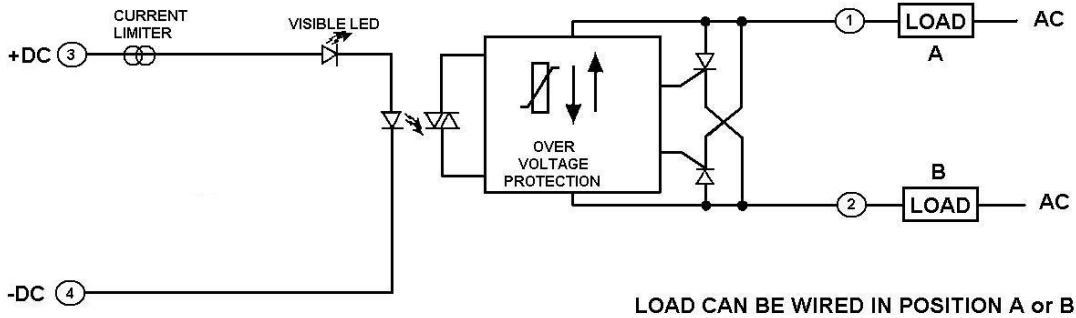 CURRENT
LIMITER
VISIBLE LED
+DC 3
1
LOAD
AC
A
OVER
VOLTAGE
PROTECTION
B
2
LOAD
AC
-DC 4
LOAD CAN BE WIRED IN POSITION A or B